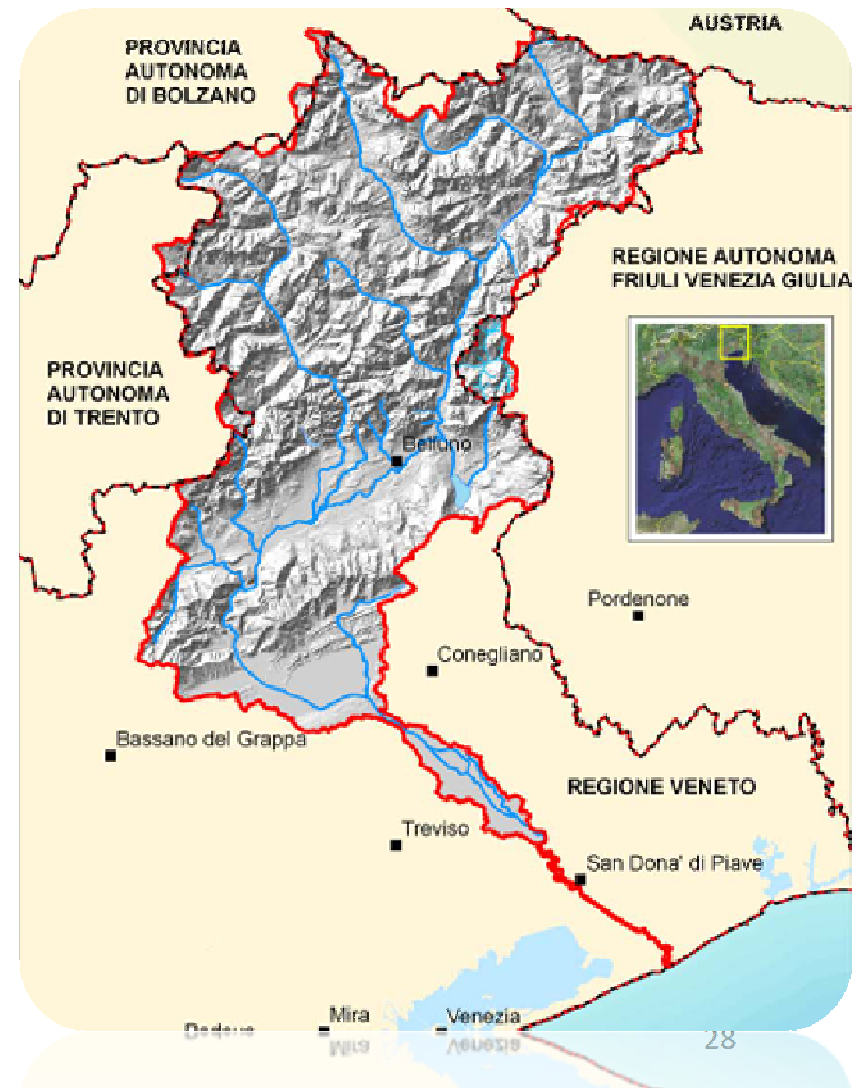 AUSTRIA
PROVINCIA
AUTONOMA
DI BOLZANO
REGIONE AUTONOMA
FRIULI VENEZIA GIULIA
PROVINCIA
AUTONOMA
DI TRENTO
Belluno
Pordenone
Conegliano
Bassano del Grappa
REGIONE VENETO
Treviso
San Dona' di Piave
Mira
Venezia
Padova
28